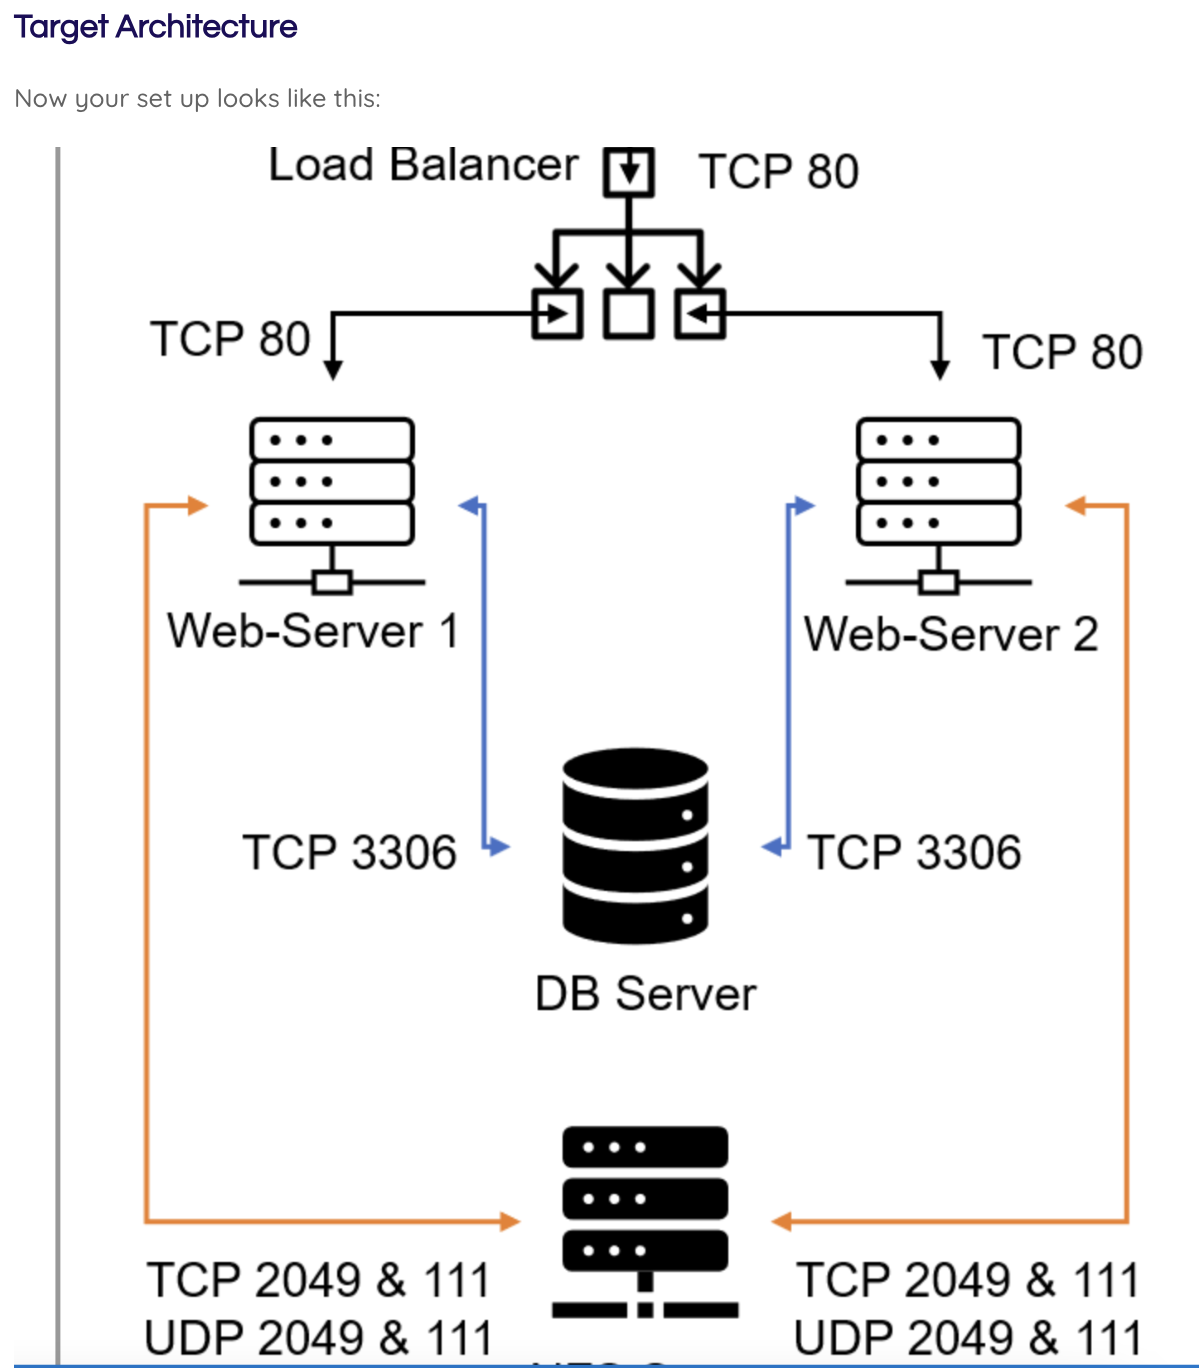 Target Architecture
Now your set up looks like this:
Load Balancer
TCP 80
TCP 80
TCP 80
Web-Server 1
Web-Server 2
TCP 3306
TCP 3306
DB Server
TCP 2049 & 111
UDP 2049 & 111
TCP 2049 & 111
UDP 2049 & 111